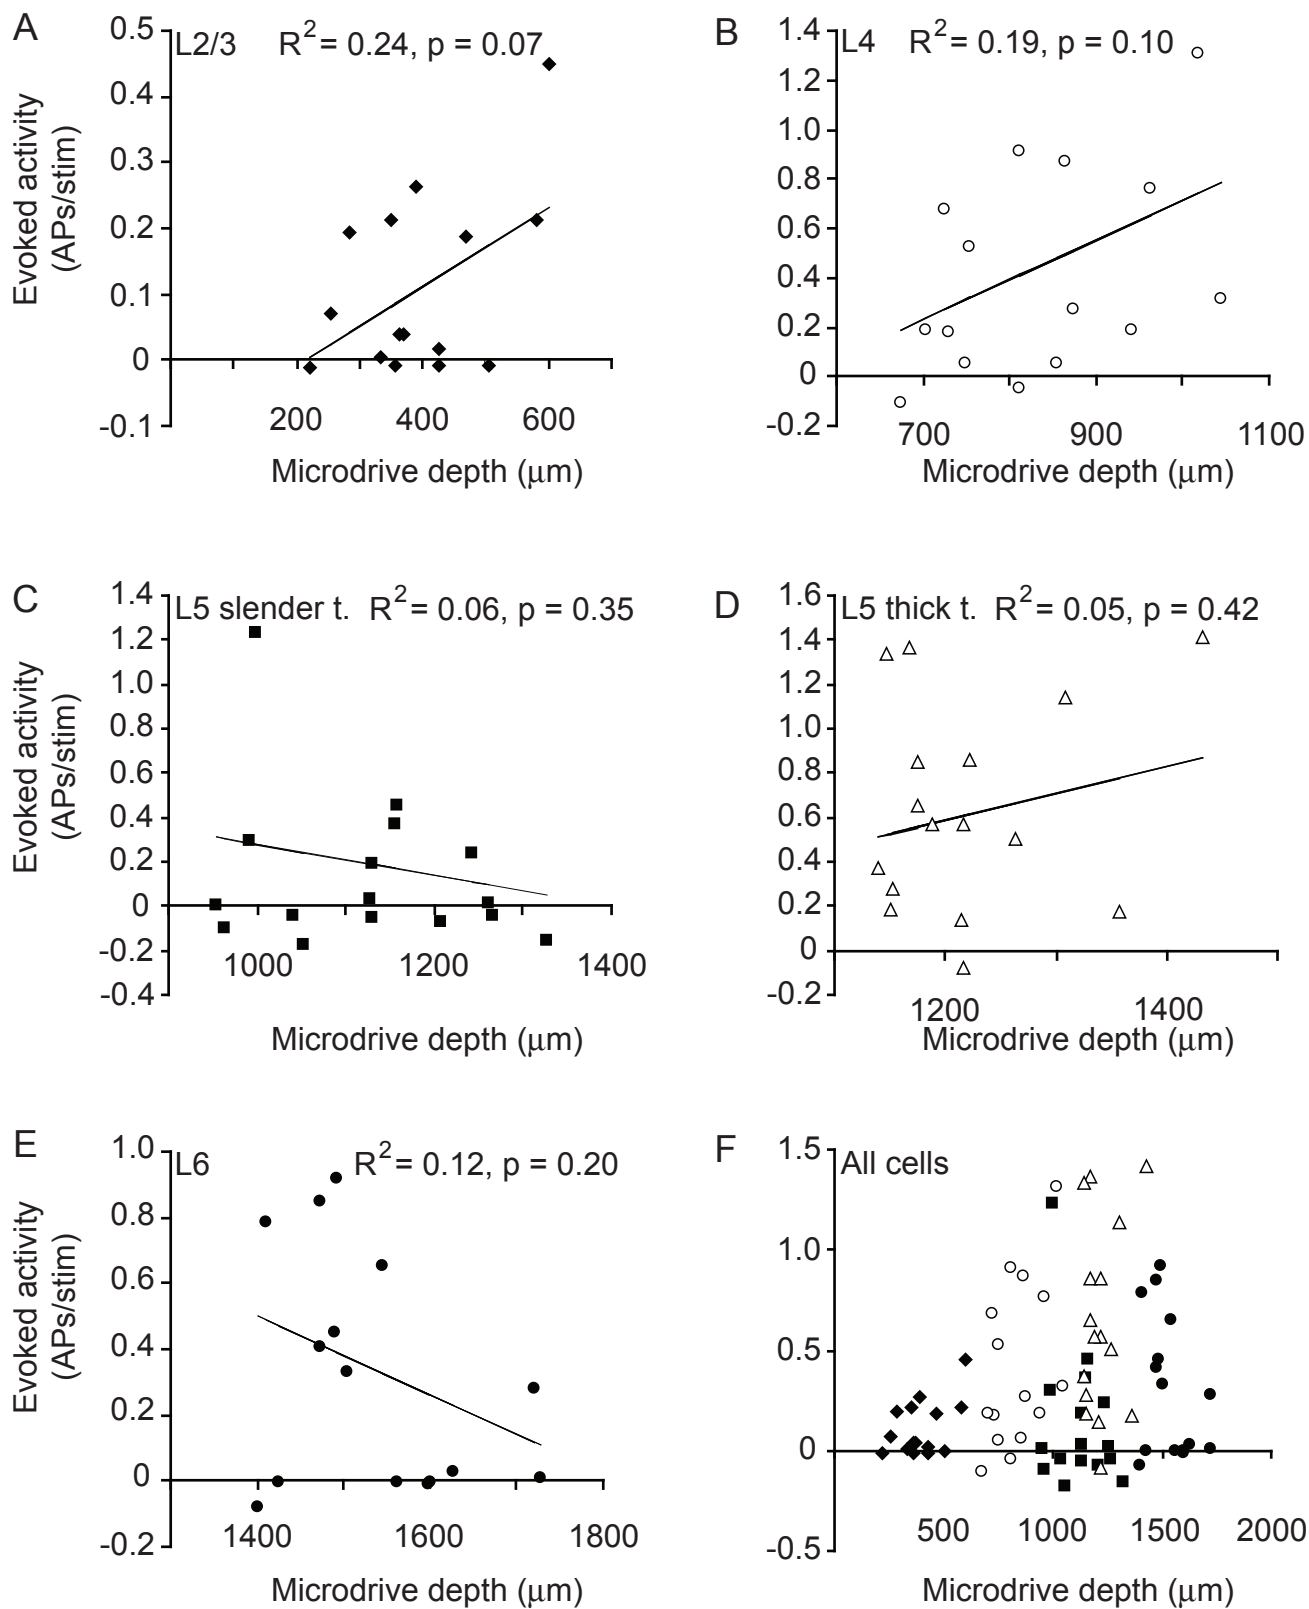 A
L2/3 R2 = 0.24, p = 0.07
0.5
0.4
0.3
0.2
0.1
0
-0.1
200 400 600
Evoked activity
(APs/stim)
Microdrive depth (μm)
B
L4 R2 = 0.19, p = 0.10
1.4
1.2
1.0
0.8
0.6
0.4
0.2
0
-0.2
700 900 1100
Microdrive depth (μm)
C
L5 slender t. R2 = 0.06, p = 0.35
1.4
1.2
1.0
0.8
0.6
0.4
0.2
0
-0.2
-0.4
1000 1200 1400
Evoked activity
(APs/stim)
Microdrive depth (μm)
D
L5 thick t. R2 = 0.05, p = 0.42
1.6
1.4
1.2
1.0
0.8
0.6
0.4
0.2
0
-0.2
1200 1400
Microdrive depth (μm)
E
L6 R2 = 0.12, p = 0.20
1.0
0.8
0.6
0.4
0.2
0
-0.2
1400 1600 1800
Evoked activity
(APs/stim)
Microdrive depth (μm)
F
All cells
1.5
1.0
0.5
0
-0.5
500 1000 1500 2000
Microdrive depth (μm)